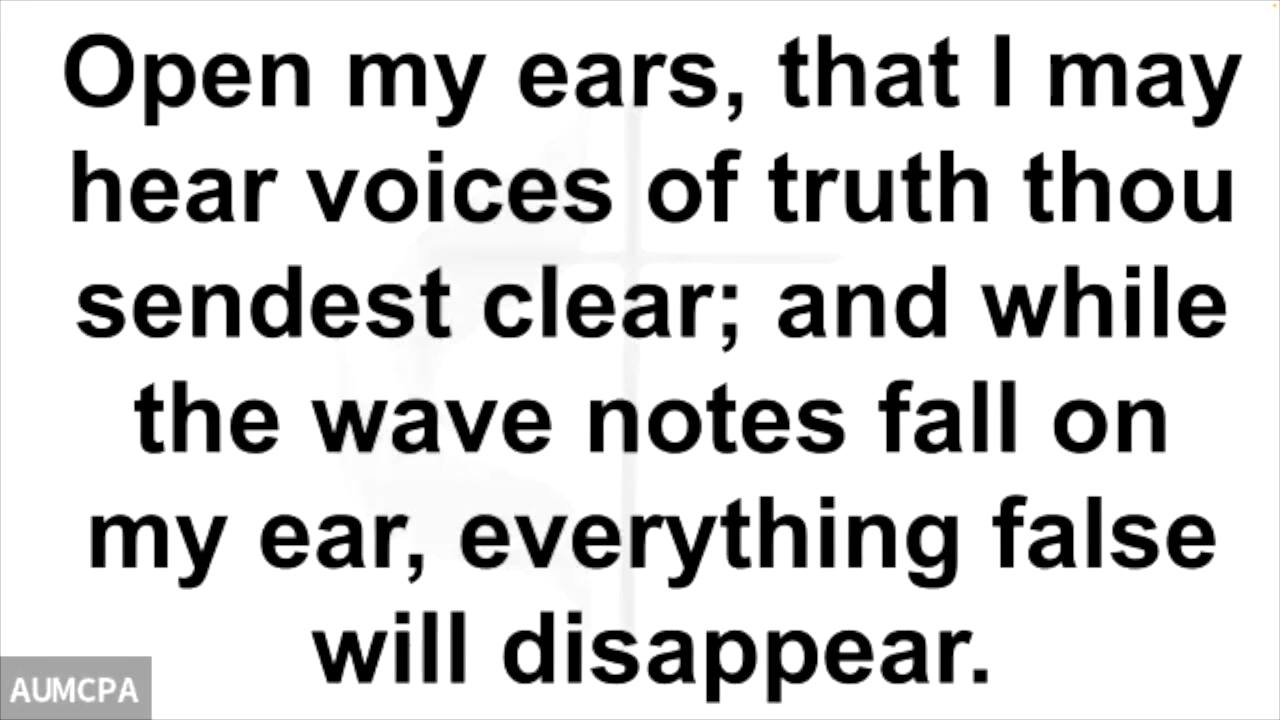 Open my ears, that I may
hear voices of truth thou
sendest clear; and while
the wave notes fall on
my ear, everything false
will disappear.
AUMCPA